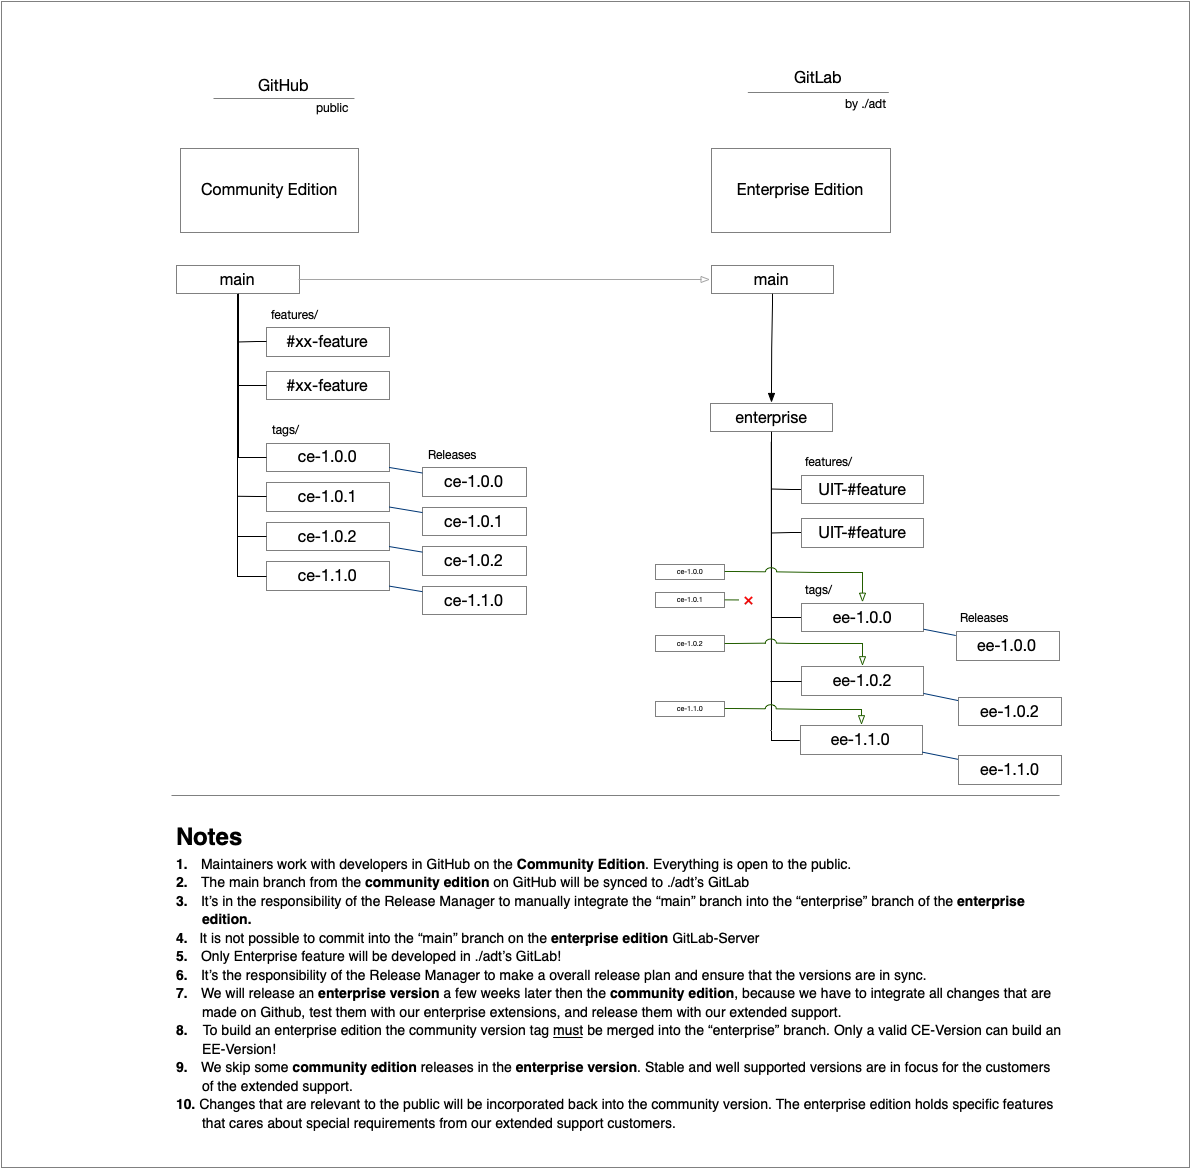 GitHub
public
GitLab
by ./adt
Community Edition
Enterprise Edition
main
main
features/
#xx-feature
#xx-feature
tags/
ce-1.0.0
ce-1.0.1
ce-1.0.2
ce-1.1.0
Releases
ce-1.0.0
ce-1.0.1
ce-1.0.2
ce-1.1.0
enterprise
features/
UIT-#feature
UIT-#feature
ce-1.0.0
ce-1.0.1
ce-1.0.2
ce-1.1.0
tags/
ee-1.0.0
ee-1.0.2
ee-1.1.0
Releases
ee-1.0.0
ee-1.0.2
ee-1.1.0
Notes
1. Maintainers work with developers in GitHub on the Community Edition. Everything is open to the public.
2. The main branch from the community edition on GitHub will be synced to ./adt’s GitLab
3. It’s in the responsibility of the Release Manager to manually integrate the “main” branch into the “enterprise” branch of the enterprise
edition.
4. It is not possible to commit into the “main” branch on the enterprise edition GitLab-Server
5. Only Enterprise feature will be developed in ./adt’s GitLab!
6. It’s the responsibility of the Release Manager to make a overall release plan and ensure that the versions are in sync.
7. We will release an enterprise version a few weeks later then the community edition, because we have to integrate all changes that are
made on Github, test them with our enterprise extensions, and release them with our extended support.
8. To build an enterprise edition the community version tag must be merged into the “enterprise” branch. Only a valid CE-Version can build an
EE-Version!
9. We skip some community edition releases in the enterprise version. Stable and well supported versions are in focus for the customers
of the extended support.
10. Changes that are relevant to the public will be incorporated back into the community version. The enterprise edition holds specific features
that cares about special requirements from our extended support customers.